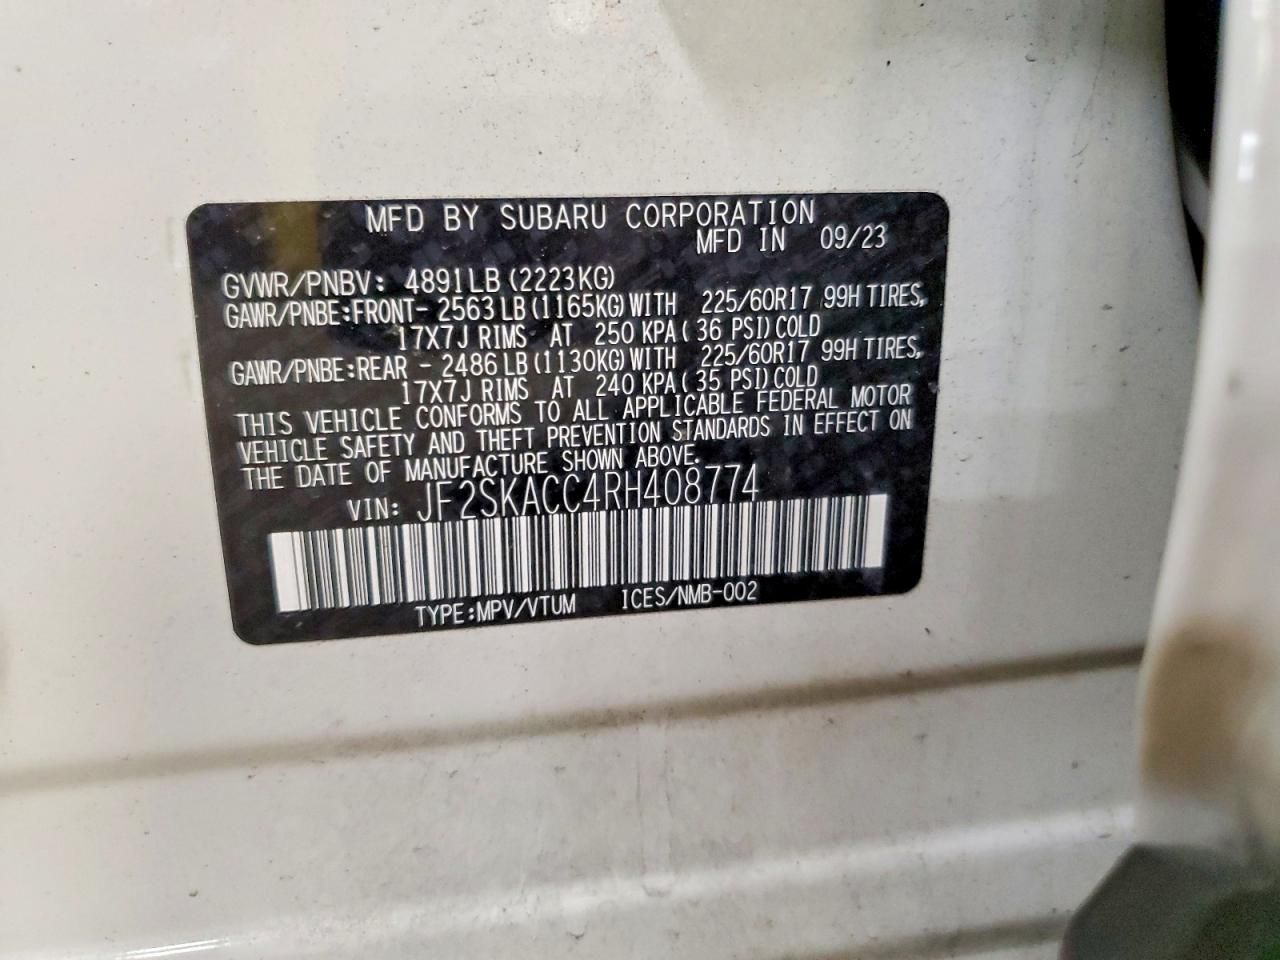 MFD BY SUBARU CORPORATION
MFD IN 09/23
GVWR/PNBV: 4891LB (2223KG)
GAWR/PNBE:FRONT- 2563 LB (1165KG) WITH 225/60R17 99H TIRES,
17X7J RIMS AT 250 KPA( 36 PSI) COLD
GAWR/PNBE:REAR - 2486 LB (1130KG) WITH 225/60R17 99H TIRES,
17X7J RIMS AT 240 KPA( 35 PSI) COLD
THIS VEHICLE CONFORMS TO ALL APPLICABLE FEDERAL MOTOR
VEHICLE SAFETY AND THEFT PREVENTION STANDARDS IN EFFECT ON
THE DATE OF MANUFACTURE SHOWN ABOVE.
VIN: JF2SKACC4RH408774
TYPE:MPV/VTUM ICES/NMB-002